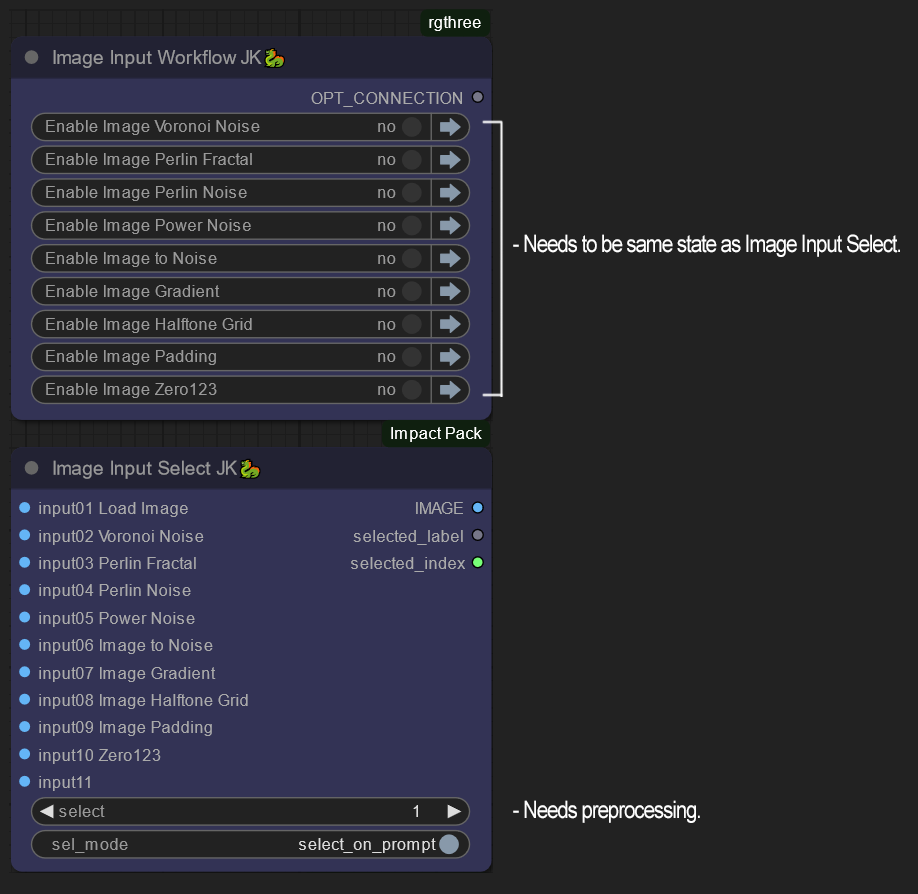 rgthree
Image Input Workflow JK🐉
OPT_CONNECTION
Enable Image Voronoi Noise no
Enable Image Perlin Fractal no
Enable Image Perlin Noise no
Enable Image Power Noise no
- Needs to be same state as Image Input Select.
Enable Image to Noise no
Enable Image Gradient no
Enable Image Halftone Grid no
Enable Image Padding no
Enable Image Zero123 no
Impact Pack
Image Input Select JK🐉
input01 Load Image IMAGE
input02 Voronoi Noise selected_label
input03 Perlin Fractal selected_index
input04 Perlin Noise
input05 Power Noise
input06 Image to Noise
input07 Image Gradient
input08 Image Halftone Grid
input09 Image Padding
input10 Zero123
input11
select 1
- Needs preprocessing.
sel_mode select_on_prompt